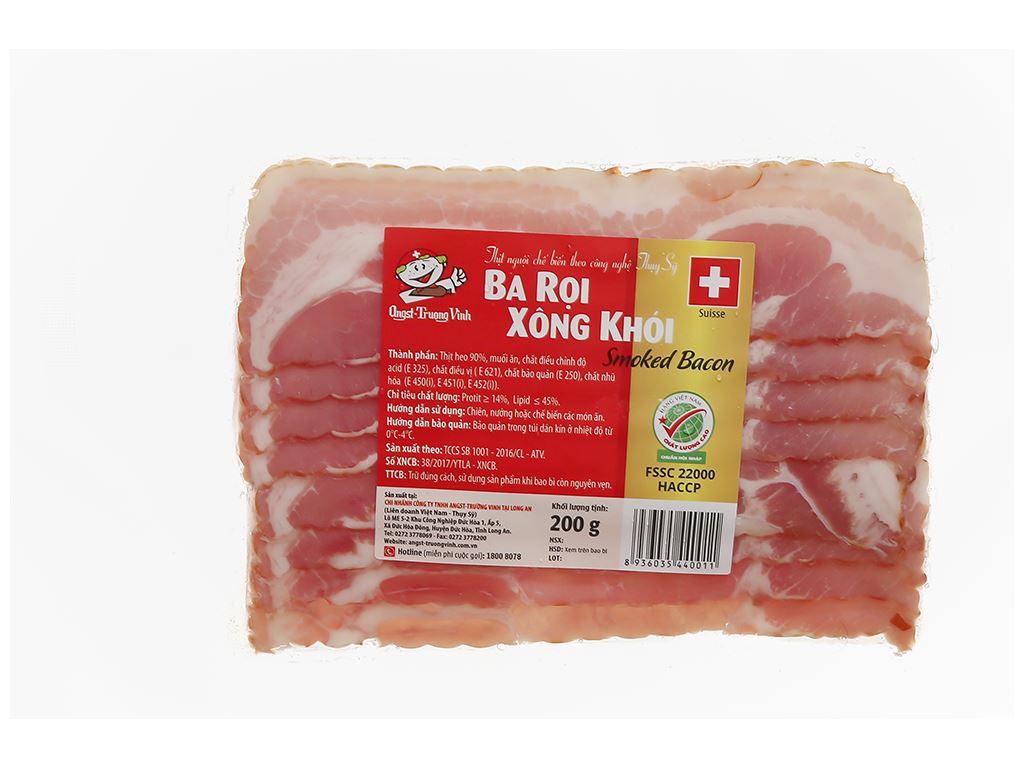 Thịt nguội chế biến theo công nghệ Thụy Sỹ
Angst-Trường Vinh
BA RỌI
XÔNG KHÓI
Smoked Bacon
Suisse
Thành phần: Thịt heo 90%, muối ăn, chất điều chỉnh độ
acid (E 325), chất điều vị ( E 621), chất bảo quản (E 250), chất nhũ
hóa (E 450(i), E 451(i), E 452(i)).
Chỉ tiêu chất lượng: Protit ≥ 14%, Lipid ≤ 45%.
Hướng dẫn sử dụng: Chiên, nướng hoặc chế biến các món ăn.
Hướng dẫn bảo quản: Bảo quản trong túi dán kín ở nhiệt độ từ
0°C-4°C.
Sản xuất theo: TCCS SB 1001 - 2016/CL - ATV.
Số XNCB: 38/2017/YTLA - XNCB.
TTCB: Trừ đúng cách, sử dụng sản phẩm khi bao bì còn nguyên vẹn.
HÀNG VIỆT NAM
CHẤT LƯỢNG CAO
CHUẨN HỘI NHẬP
FSSC 22000
HACCP
Sản xuất tại:
CHI NHÁNH CÔNG TY TNHH ANGST-TRƯỜNG VINH TẠI LONG AN
(Liên doanh Việt Nam - Thụy Sỹ)
Lô ME 5-2 Khu Công Nghiệp Đức Hòa 1, Ấp 5,
Xã Đức Hòa Đông, Huyện Đức Hòa, Tỉnh Long An.
Tel: 0272 3778069 - Fax: 0272 3778200
Website: angst-truongvinh.com.vn
Hotline (miễn phí cuộc gọi): 1800 8078
Khối lượng tịnh:
200 g
NSX:
HSD: Xem trên bao bì
LOT:
8 936035 440011